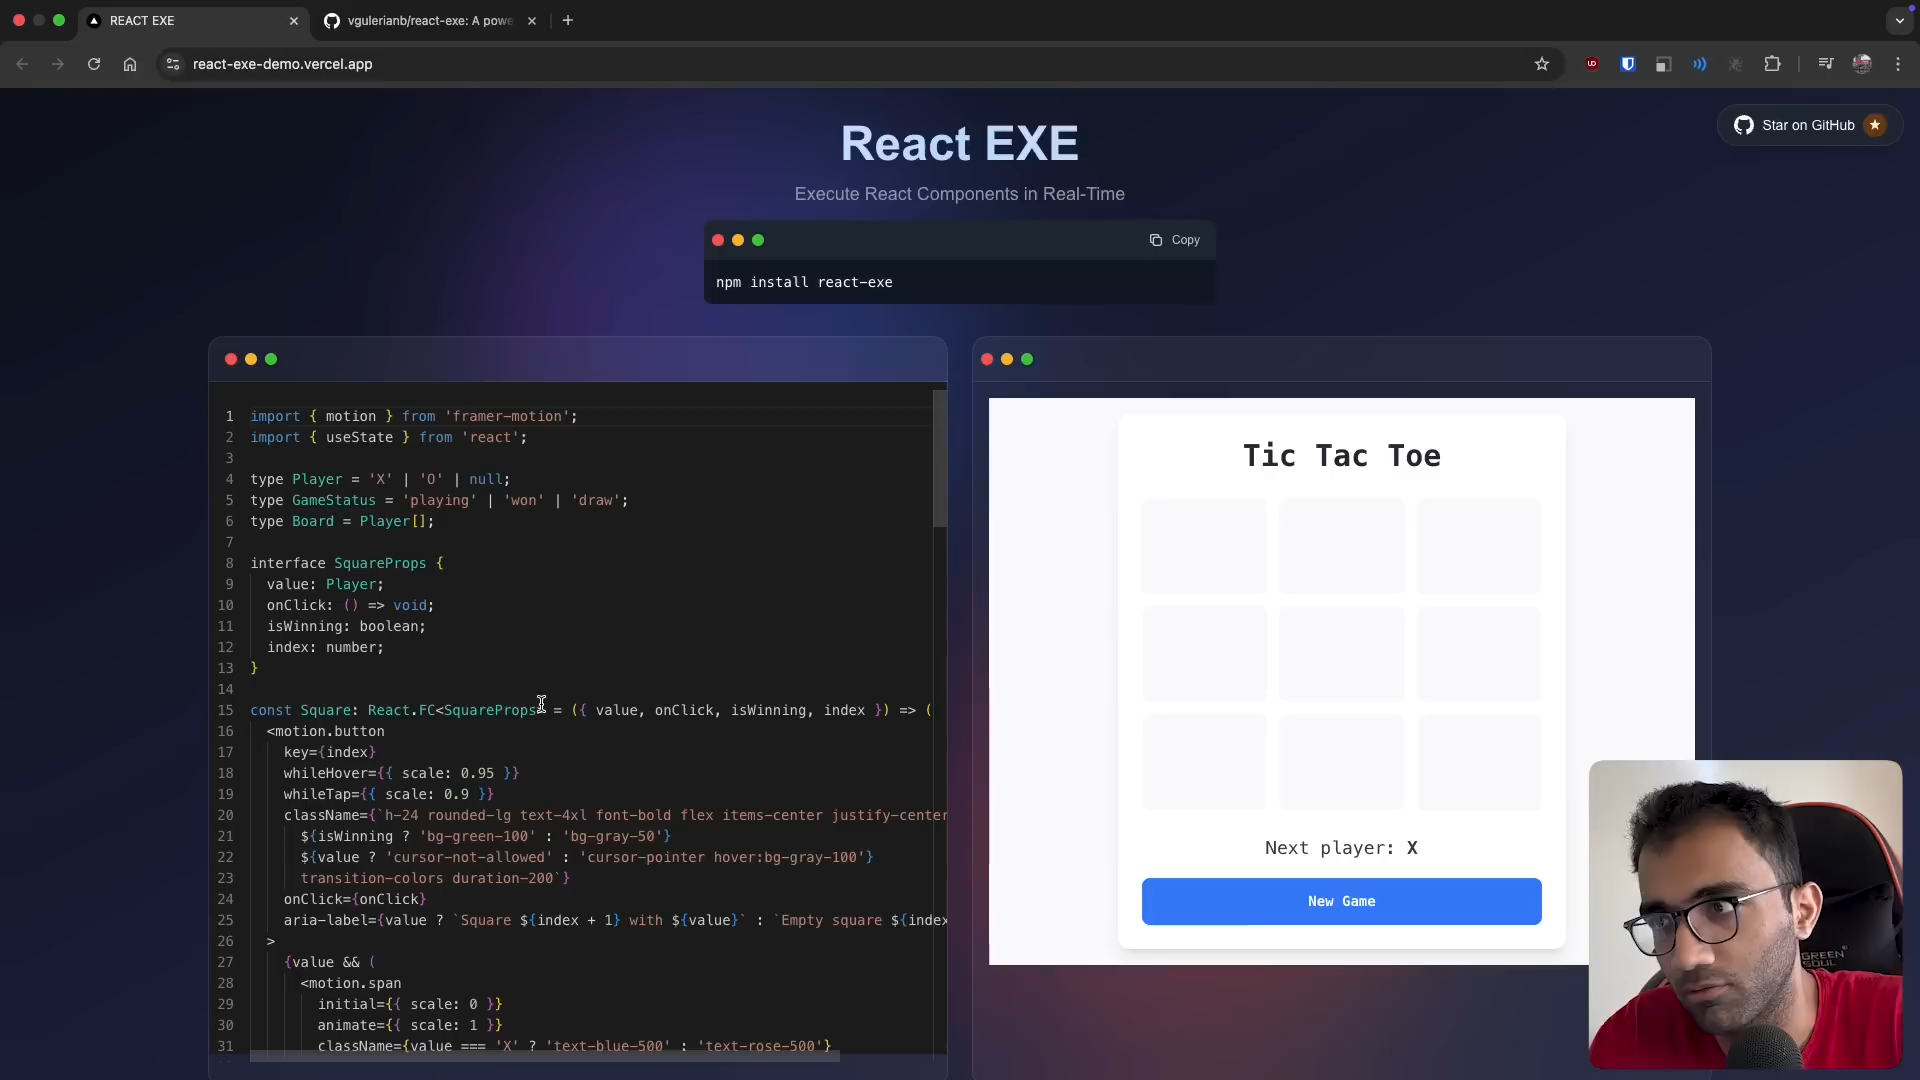 REACT EXE
vgulerianb/react-exe: A powe
react-exe-demo.vercel.app
Star on GitHub
React EXE
Execute React Components in Real-Time
Copy
npm install react-exe
1 import { motion } from 'framer-motion';
2 import { useState } from 'react';
3
4 type Player = 'X' | 'O' | null;
5 type GameStatus = 'playing' | 'won' | 'draw';
6 type Board = Player[];
7
8 interface SquareProps {
9 value: Player;
10 onClick: () => void;
11 isWinning: boolean;
12 index: number;
13 }
14
15 const Square: React.FC<SquareProps> = ({ value, onClick, isWinning, index }) => (
16 <motion.button
17 key={index}
18 whileHover={{ scale: 0.95 }}
19 whileTap={{ scale: 0.9 }}
20 className={`h-24 rounded-lg text-4xl font-bold flex items-center justify-center
21 ${isWinning ? 'bg-green-100' : 'bg-gray-50'}
22 ${value ? 'cursor-not-allowed' : 'cursor-pointer hover:bg-gray-100'}
23 transition-colors duration-200`}
24 onClick={onClick}
25 aria-label={value ? `Square ${index + 1} with ${value}` : `Empty square ${index
26 >
27 {value && (
28 <motion.span
29 initial={{ scale: 0 }}
30 animate={{ scale: 1 }}
31 className={value === 'X' ? 'text-blue-500' : 'text-rose-500'}
Tic Tac Toe
Next player: X
New Game
GREEN
SOUL